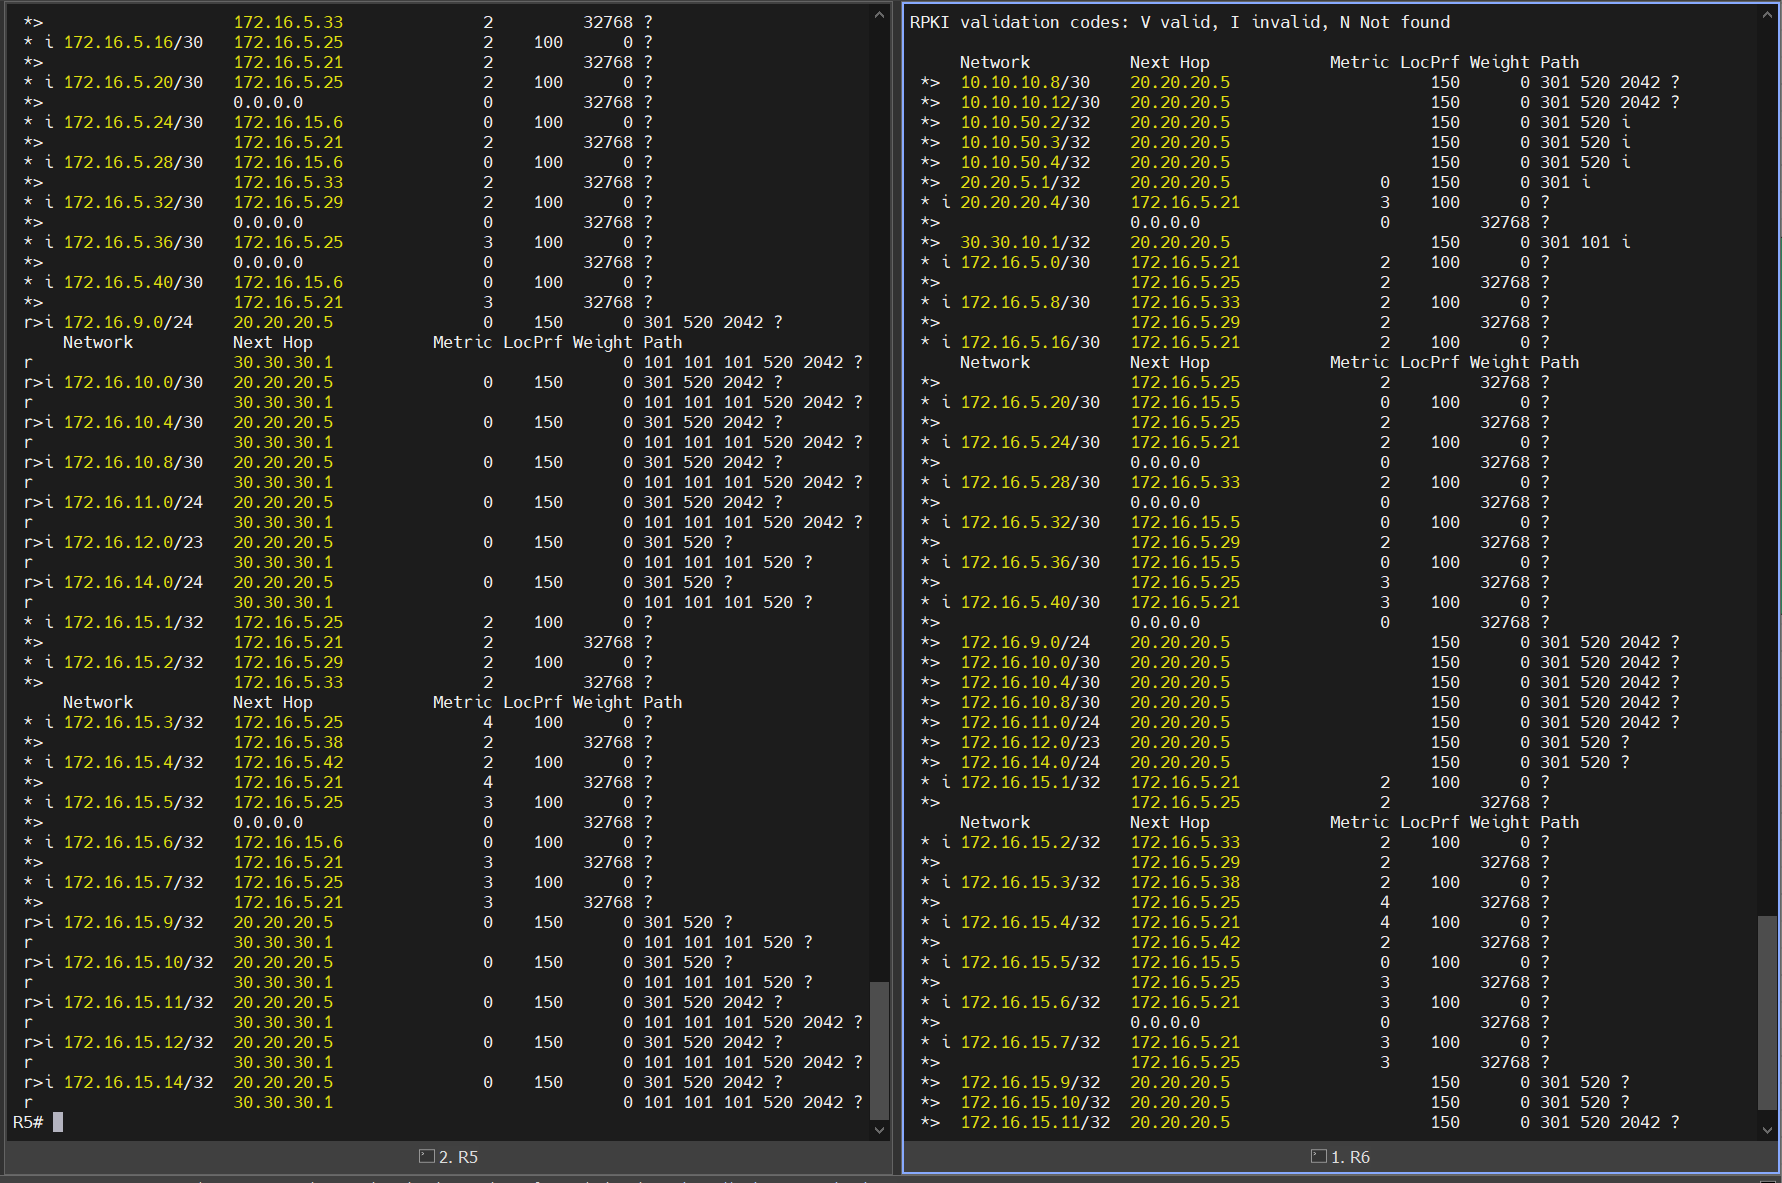 *>             172.16.5.33              2         32768 ?
* i 172.16.5.16/30   172.16.5.25              2    100      0 ?
*>             172.16.5.21              2         32768 ?
* i 172.16.5.20/30   172.16.5.25              2    100      0 ?
*>             0.0.0.0                  0         32768 ?
* i 172.16.5.24/30   172.16.15.6              0    100      0 ?
*>             172.16.5.21              2         32768 ?
* i 172.16.5.28/30   172.16.15.6              0    100      0 ?
*>             172.16.5.33              2         32768 ?
* i 172.16.5.32/30   172.16.5.29              2    100      0 ?
*>             0.0.0.0                  0         32768 ?
* i 172.16.5.36/30   172.16.5.25              3    100      0 ?
*>             0.0.0.0                  0         32768 ?
* i 172.16.5.40/30   172.16.15.6              0    100      0 ?
*>             172.16.5.21              3         32768 ?
r>i 172.16.9.0/24    20.20.20.5               0    150      0 301 520 2042 ?
Network          Next Hop            Metric LocPrf Weight Path
r              30.30.30.1                             0 101 101 101 520 2042 ?
r>i 172.16.10.0/30   20.20.20.5               0    150      0 301 520 2042 ?
r              30.30.30.1                             0 101 101 101 520 2042 ?
r>i 172.16.10.4/30   20.20.20.5               0    150      0 301 520 2042 ?
r              30.30.30.1                             0 101 101 101 520 2042 ?
r>i 172.16.10.8/30   20.20.20.5               0    150      0 301 520 2042 ?
r              30.30.30.1                             0 101 101 101 520 2042 ?
r>i 172.16.11.0/24   20.20.20.5               0    150      0 301 520 2042 ?
r              30.30.30.1                             0 101 101 101 520 2042 ?
r>i 172.16.12.0/23   20.20.20.5               0    150      0 301 520 ?
r              30.30.30.1                             0 101 101 101 520 ?
r>i 172.16.14.0/24   20.20.20.5               0    150      0 301 520 ?
r              30.30.30.1                             0 101 101 101 520 ?
* i 172.16.15.1/32   172.16.5.25              2    100      0 ?
*>             172.16.5.21              2         32768 ?
* i 172.16.15.2/32   172.16.5.29              2    100      0 ?
*>             172.16.5.33              2         32768 ?
Network          Next Hop            Metric LocPrf Weight Path
* i 172.16.15.3/32   172.16.5.25              4    100      0 ?
*>             172.16.5.38              2         32768 ?
* i 172.16.15.4/32   172.16.5.42              2    100      0 ?
*>             172.16.5.21              4         32768 ?
* i 172.16.15.5/32   172.16.5.25              3    100      0 ?
*>             0.0.0.0                  0         32768 ?
* i 172.16.15.6/32   172.16.15.6              0    100      0 ?
*>             172.16.5.21              3         32768 ?
* i 172.16.15.7/32   172.16.5.25              3    100      0 ?
*>             172.16.5.21              3         32768 ?
r>i 172.16.15.9/32   20.20.20.5               0    150      0 301 520 ?
r              30.30.30.1                             0 101 101 101 520 ?
r>i 172.16.15.10/32  20.20.20.5               0    150      0 301 520 ?
r              30.30.30.1                             0 101 101 101 520 ?
r>i 172.16.15.11/32  20.20.20.5               0    150      0 301 520 2042 ?
r              30.30.30.1                             0 101 101 101 520 2042 ?
r>i 172.16.15.12/32  20.20.20.5               0    150      0 301 520 2042 ?
r              30.30.30.1                             0 101 101 101 520 2042 ?
r>i 172.16.15.14/32  20.20.20.5               0    150      0 301 520 2042 ?
r              30.30.30.1                             0 101 101 101 520 2042 ?
R5#
2. R5
RPKI validation codes: V valid, I invalid, N Not found
Network          Next Hop            Metric LocPrf Weight Path
*>  10.10.10.8/30    20.20.20.5                    150      0 301 520 2042 ?
*>  10.10.10.12/30   20.20.20.5                    150      0 301 520 2042 ?
*>  10.10.50.2/32    20.20.20.5                    150      0 301 520 i
*>  10.10.50.3/32    20.20.20.5                    150      0 301 520 i
*>  10.10.50.4/32    20.20.20.5                    150      0 301 520 i
*>  20.20.5.1/32     20.20.20.5               0    150      0 301 i
* i 20.20.20.4/30    172.16.5.21              3    100      0 ?
*>             0.0.0.0                  0         32768 ?
*>  30.30.10.1/32    20.20.20.5                    150      0 301 101 i
* i 172.16.5.0/30    172.16.5.21              2    100      0 ?
*>             172.16.5.25              2         32768 ?
* i 172.16.5.8/30    172.16.5.33              2    100      0 ?
*>             172.16.5.29              2         32768 ?
* i 172.16.5.16/30   172.16.5.21              2    100      0 ?
Network          Next Hop            Metric LocPrf Weight Path
*>             172.16.5.25              2         32768 ?
* i 172.16.5.20/30   172.16.15.5              0    100      0 ?
*>             172.16.5.25              2         32768 ?
* i 172.16.5.24/30   172.16.5.21              2    100      0 ?
*>             0.0.0.0                  0         32768 ?
* i 172.16.5.28/30   172.16.5.33              2    100      0 ?
*>             0.0.0.0                  0         32768 ?
* i 172.16.5.32/30   172.16.15.5              0    100      0 ?
*>             172.16.5.29              2         32768 ?
* i 172.16.5.36/30   172.16.15.5              0    100      0 ?
*>             172.16.5.25              3         32768 ?
* i 172.16.5.40/30   172.16.5.21              3    100      0 ?
*>             0.0.0.0                  0         32768 ?
*>  172.16.9.0/24    20.20.20.5                    150      0 301 520 2042 ?
*>  172.16.10.0/30   20.20.20.5                    150      0 301 520 2042 ?
*>  172.16.10.4/30   20.20.20.5                    150      0 301 520 2042 ?
*>  172.16.10.8/30   20.20.20.5                    150      0 301 520 2042 ?
*>  172.16.11.0/24   20.20.20.5                    150      0 301 520 2042 ?
*>  172.16.12.0/23   20.20.20.5                    150      0 301 520 ?
*>  172.16.14.0/24   20.20.20.5                    150      0 301 520 ?
* i 172.16.15.1/32   172.16.5.21              2    100      0 ?
*>             172.16.5.25              2         32768 ?
Network          Next Hop            Metric LocPrf Weight Path
* i 172.16.15.2/32   172.16.5.33              2    100      0 ?
*>             172.16.5.29              2         32768 ?
* i 172.16.15.3/32   172.16.5.38              2    100      0 ?
*>             172.16.5.25              4         32768 ?
* i 172.16.15.4/32   172.16.5.21              4    100      0 ?
*>             172.16.5.42              2         32768 ?
* i 172.16.15.5/32   172.16.15.5              0    100      0 ?
*>             172.16.5.25              3         32768 ?
* i 172.16.15.6/32   172.16.5.21              3    100      0 ?
*>             0.0.0.0                  0         32768 ?
* i 172.16.15.7/32   172.16.5.21              3    100      0 ?
*>             172.16.5.25              3         32768 ?
*>  172.16.15.9/32   20.20.20.5                    150      0 301 520 ?
*>  172.16.15.10/32  20.20.20.5                    150      0 301 520 ?
*>  172.16.15.11/32  20.20.20.5                    150      0 301 520 2042 ?
1. R6